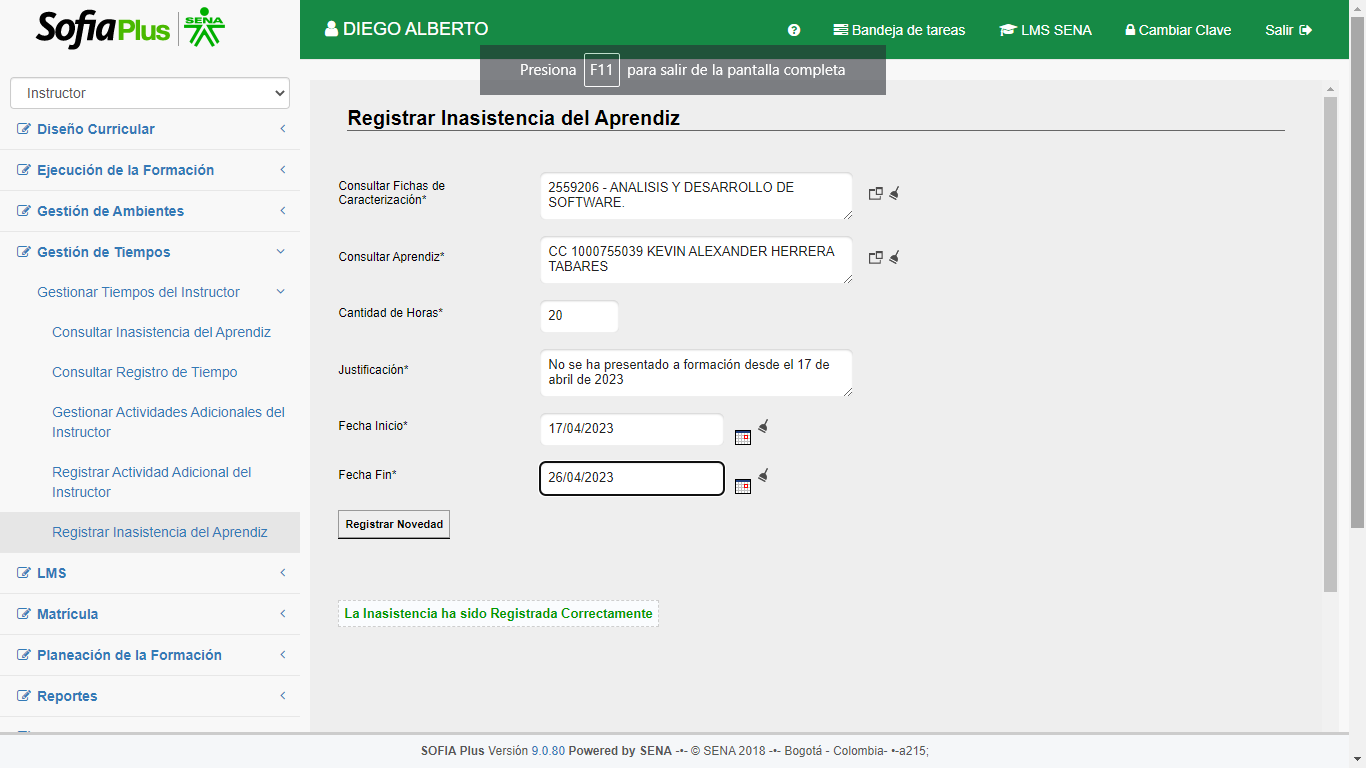 Sofia Plus
SENA
DIEGO ALBERTO
Bandeja de tareas
LMS SENA
Cambiar Clave
Salir
Presiona F11 para salir de la pantalla completa
Instructor
Diseño Curricular
Ejecución de la Formación
Gestión de Ambientes
Gestión de Tiempos
Gestionar Tiempos del Instructor
Consultar Inasistencia del Aprendiz
Consultar Registro de Tiempo
Gestionar Actividades Adicionales del
Instructor
Registrar Actividad Adicional del
Instructor
Registrar Inasistencia del Aprendiz
LMS
Matrícula
Planeación de la Formación
Reportes
Registrar Inasistencia del Aprendiz
Consultar Fichas de
Caracterización*
2559206 - ANALISIS Y DESARROLLO DE
SOFTWARE.
Consultar Aprendiz*
CC 1000755039 KEVIN ALEXANDER HERRERA
TABARES
Cantidad de Horas*
20
Justificación*
No se ha presentado a formación desde el 17 de
abril de 2023
Fecha Inicio*
17/04/2023
Fecha Fin*
26/04/2023
Registrar Novedad
La Inasistencia ha sido Registrada Correctamente
SOFIA Plus Versión 9.0.80 Powered by SENA -•- © SENA 2018 -•- Bogotá - Colombia- •-a215;